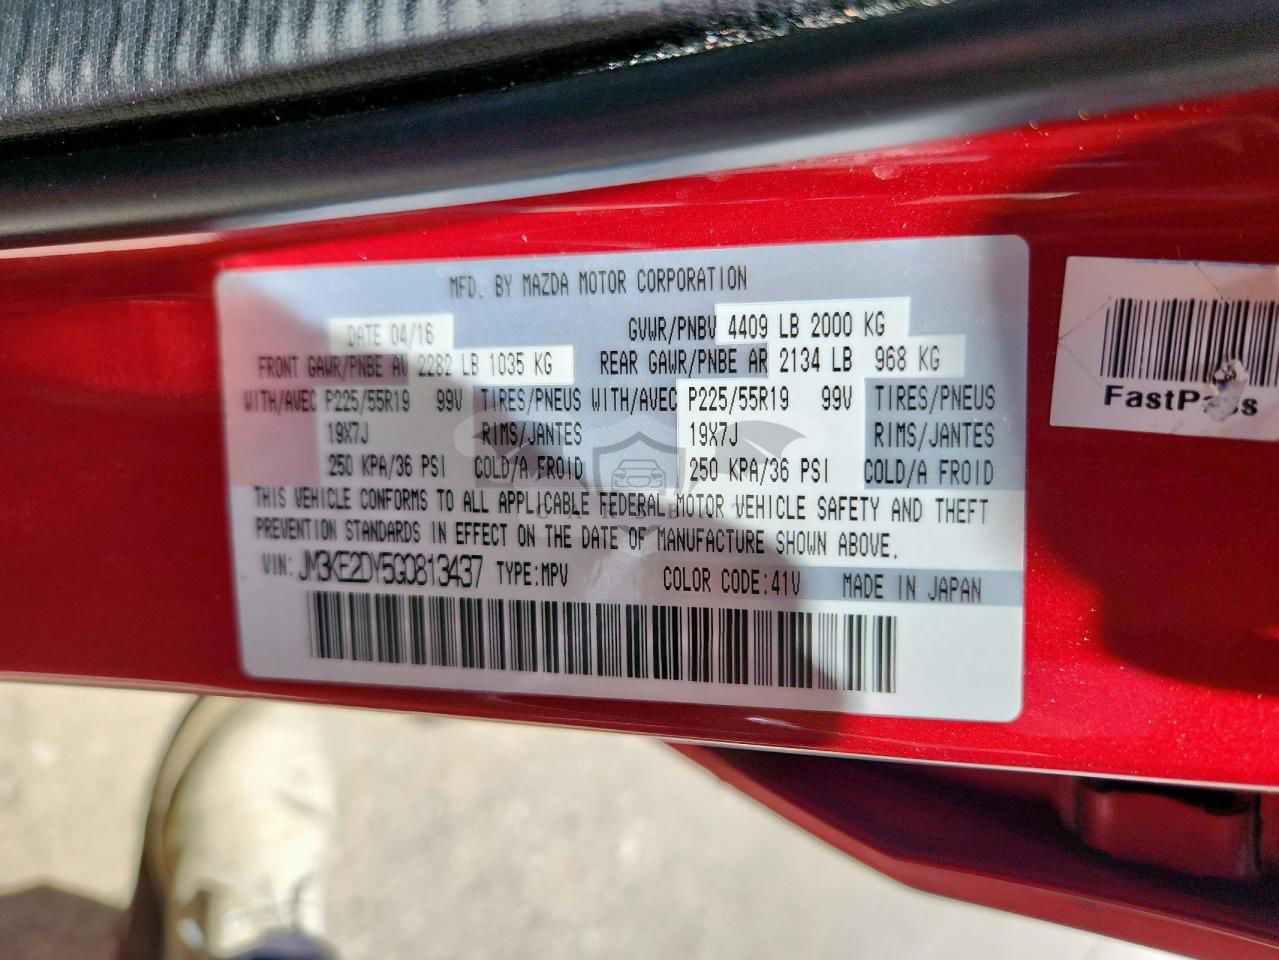 MFD. BY MAZDA MOTOR CORPORATION
DATE 04/16 GVWR/PNBV 4409 LB 2000 KG
FRONT GAWR/PNBE AV 2282 LB 1035 KG REAR GAWR/PNBE AR 2134 LB 968 KG
WITH/AVEC P225/55R19 99V TIRES/PNEUS WITH/AVEC P225/55R19 99V TIRES/PNEUS
19X7J RIMS/JANTES 19X7J RIMS/JANTES
250 KPA/36 PSI COLD/A FROID 250 KPA/36 PSI COLD/A FROID
THIS VEHICLE CONFORMS TO ALL APPLICABLE FEDERAL MOTOR VEHICLE SAFETY AND THEFT
PREVENTION STANDARDS IN EFFECT ON THE DATE OF MANUFACTURE SHOWN ABOVE.
VIN: JM3KE2DY5G0813437 TYPE:MPV COLOR CODE:41V MADE IN JAPAN
FastPass